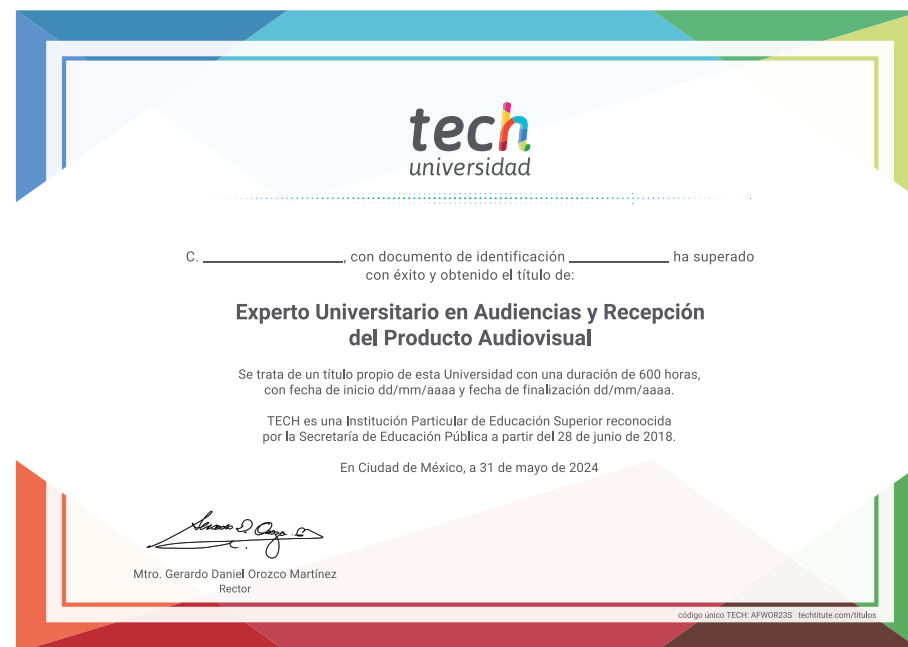 tech
universidad
C. ____________________, con documento de identificación ______________ ha superado
con éxito y obtenido el título de:
Experto Universitario en Audiencias y Recepción
del Producto Audiovisual
Se trata de un título propio de esta Universidad con una duración de 600 horas,
con fecha de inicio dd/mm/aaaa y fecha de finalización dd/mm/aaaa.
TECH es una Institución Particular de Educación Superior reconocida
por la Secretaría de Educación Pública a partir del 28 de junio de 2018.
En Ciudad de México, a 31 de mayo de 2024
Mtro. Gerardo Daniel Orozco Martínez
Rector
código único TECH: AFWOR23S techtitute.com/titulos